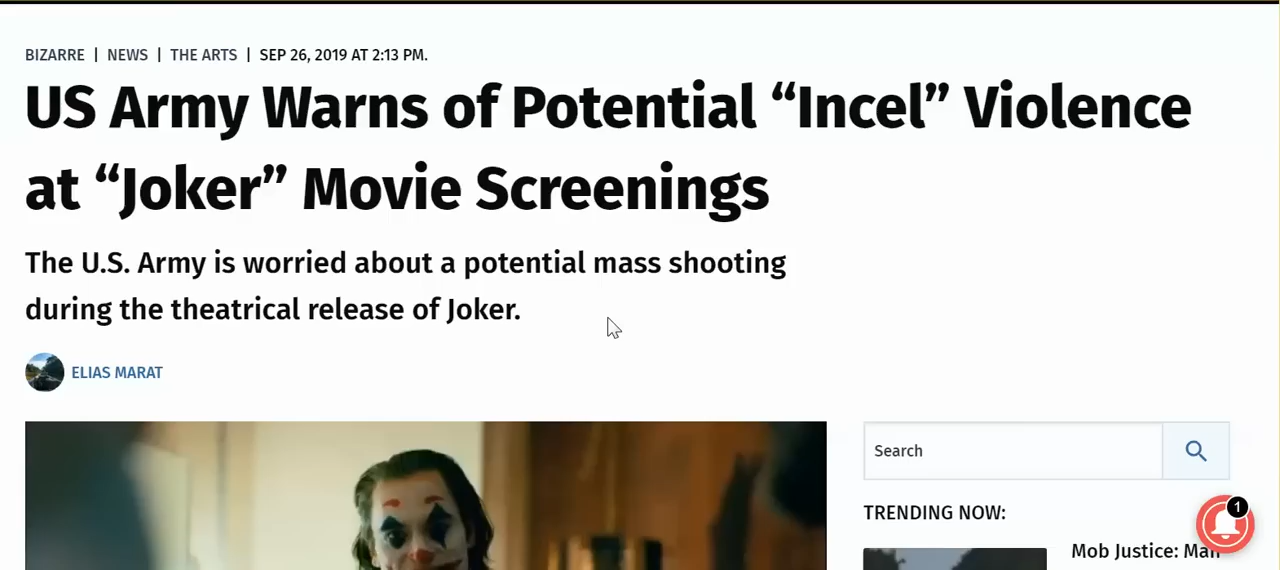 BIZARRE | NEWS | THE ARTS | SEP 26, 2019 AT 2:13 PM.
US Army Warns of Potential “Incel” Violence
at “Joker” Movie Screenings
The U.S. Army is worried about a potential mass shooting
during the theatrical release of Joker.
ELIAS MARAT
Search
TRENDING NOW:
1
Mob Justice: Man